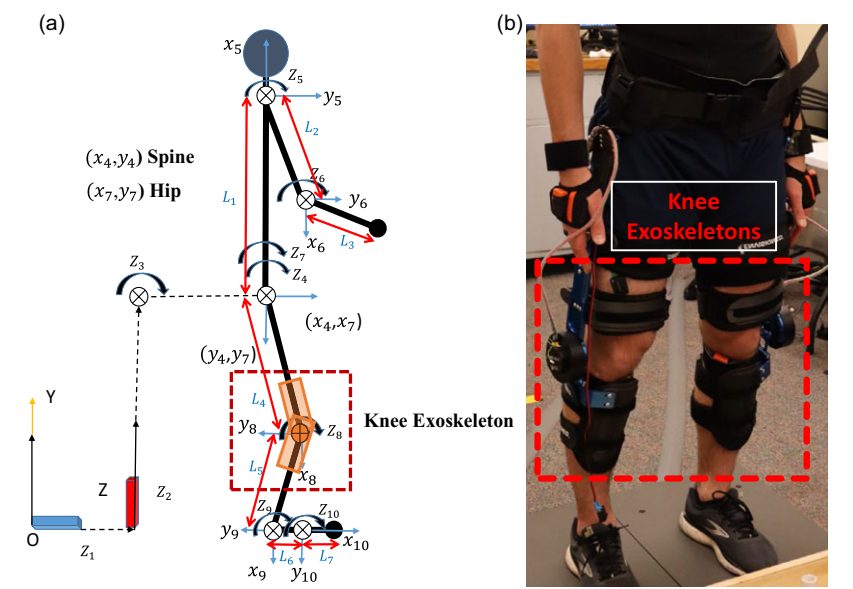 (a)
(b)
x₅
Z₅
y₅
L₂
(x₄,y₄) Spine
(x₇,y₇) Hip
Z₆
y₆
L₁
x₆
L₃
Z₇
Z₄
Z₃
(x₄,x₇)
(y₄,y₇)
L₄
Knee Exoskeleton
y₈
Z₈
L₅
x₈
Y
Z
Z₂
O
Z₁
Z₉
Z₁₀
y₉
x₁₀
L₆
L₇
x₉
y₁₀
Knee
Exoskeletons